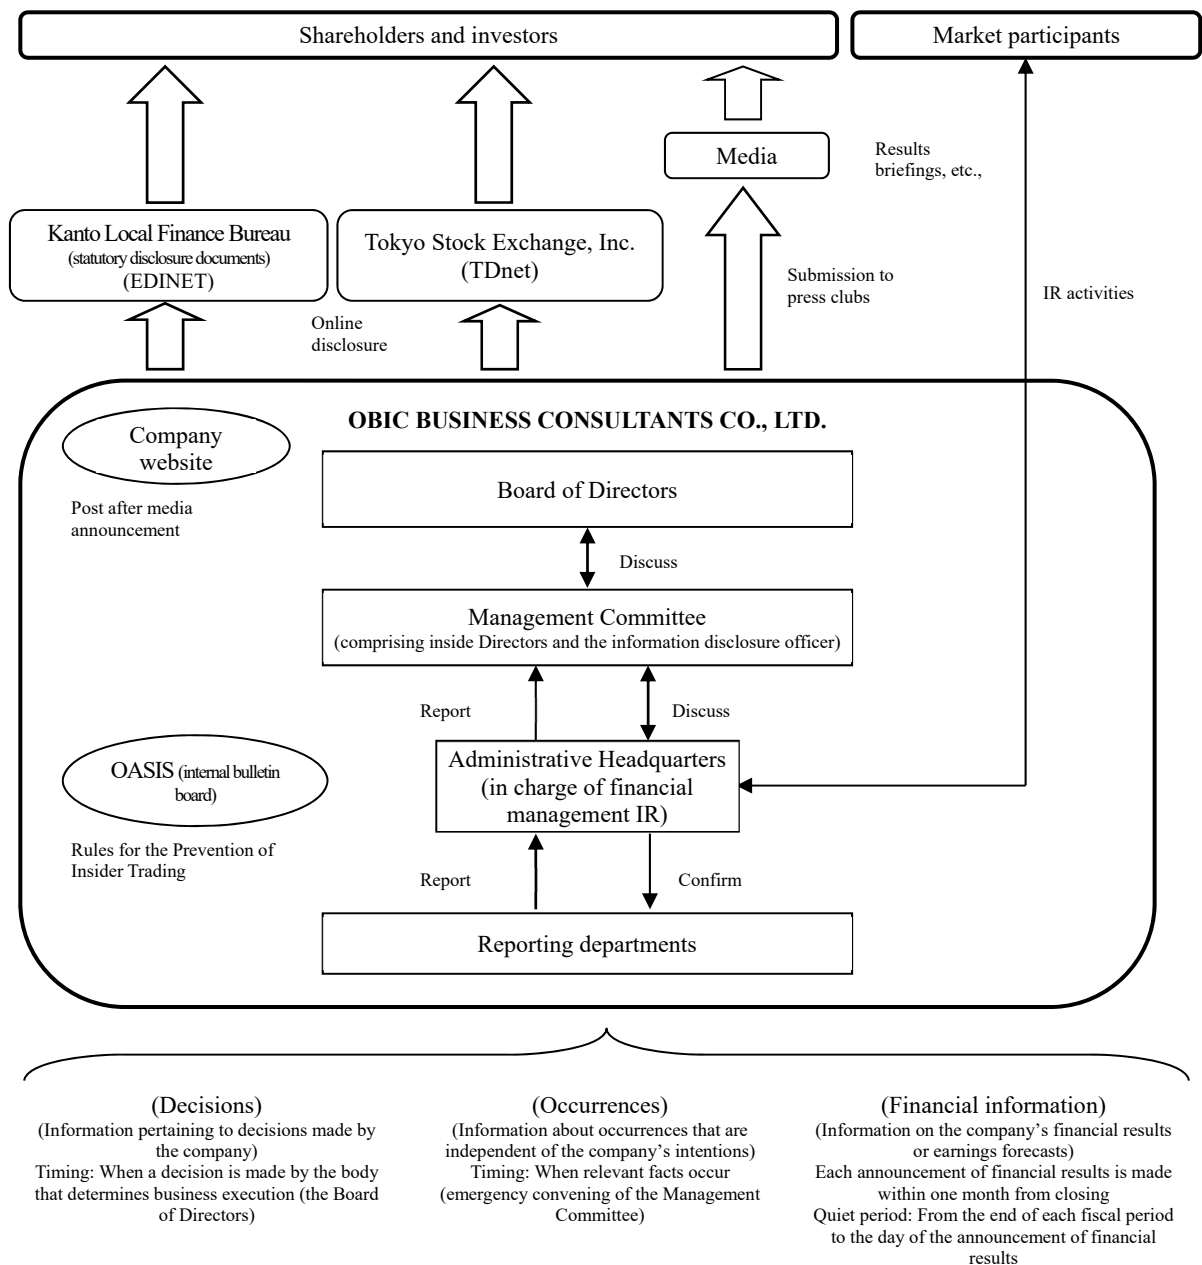 Shareholders and investors
Market participants
Media
Results
briefings, etc.,
Kanto Local Finance Bureau
(statutory disclosure documents)
(EDINET)
Tokyo Stock Exchange, Inc.
(TDnet)
Submission to
press clubs
IR activities
Online
disclosure
OBIC BUSINESS CONSULTANTS CO., LTD.
Company
website
Post after media
announcement
Board of Directors
Discuss
Management Committee
(comprising inside Directors and the information disclosure officer)
Report
Discuss
OASIS (internal bulletin
board)
Administrative Headquarters
(in charge of financial
management IR)
Rules for the Prevention of
Insider Trading
Report
Confirm
Reporting departments
(Decisions)
(Information pertaining to decisions made by
the company)
Timing: When a decision is made by the body
that determines business execution (the Board
of Directors)
(Occurrences)
(Information about occurrences that are
independent of the company's intentions)
Timing: When relevant facts occur
(emergency convening of the Management
Committee)
(Financial information)
(Information on the company's financial results
or earnings forecasts)
Each announcement of financial results is made
within one month from closing
Quiet period: From the end of each fiscal period
to the day of the announcement of financial
results